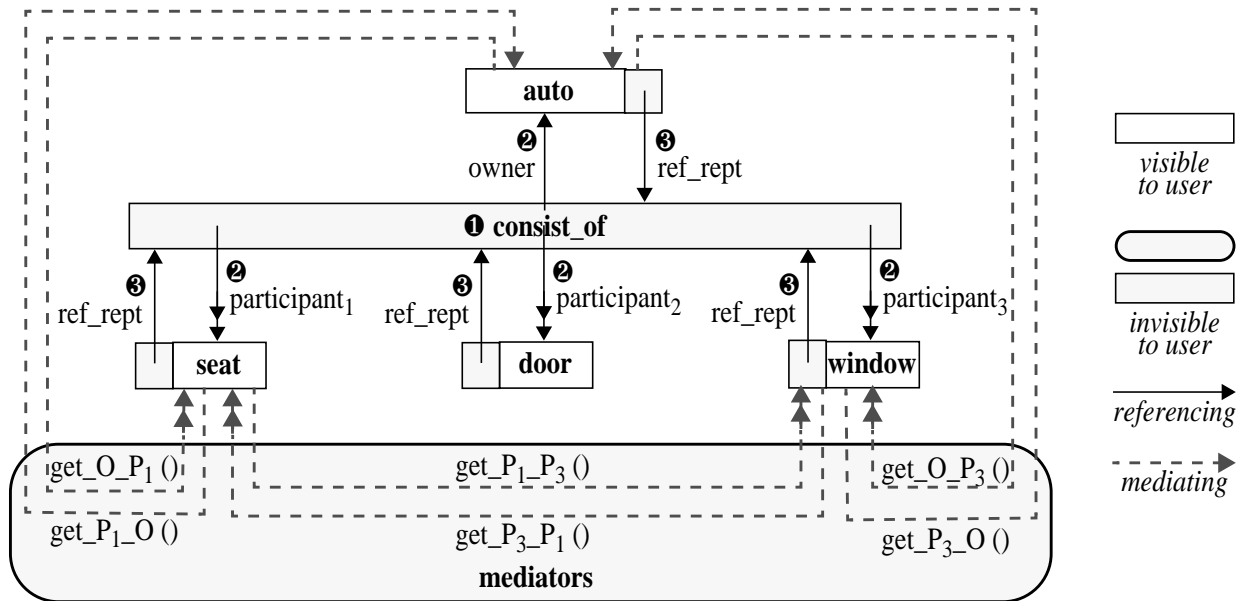 auto
❷
owner
❸
ref_rept
❶ consist_of
❸
ref_rept
❷
participant₁
❸
ref_rept
❷
participant₂
❸
ref_rept
❷
participant₃
seat
door
window
get_O_P₁ ()
get_P₁_P₃ ()
get_O_P₃ ()
get_P₁_O ()
get_P₃_P₁ ()
get_P₃_O ()
mediators
visible
to user
invisible
to user
referencing
mediating